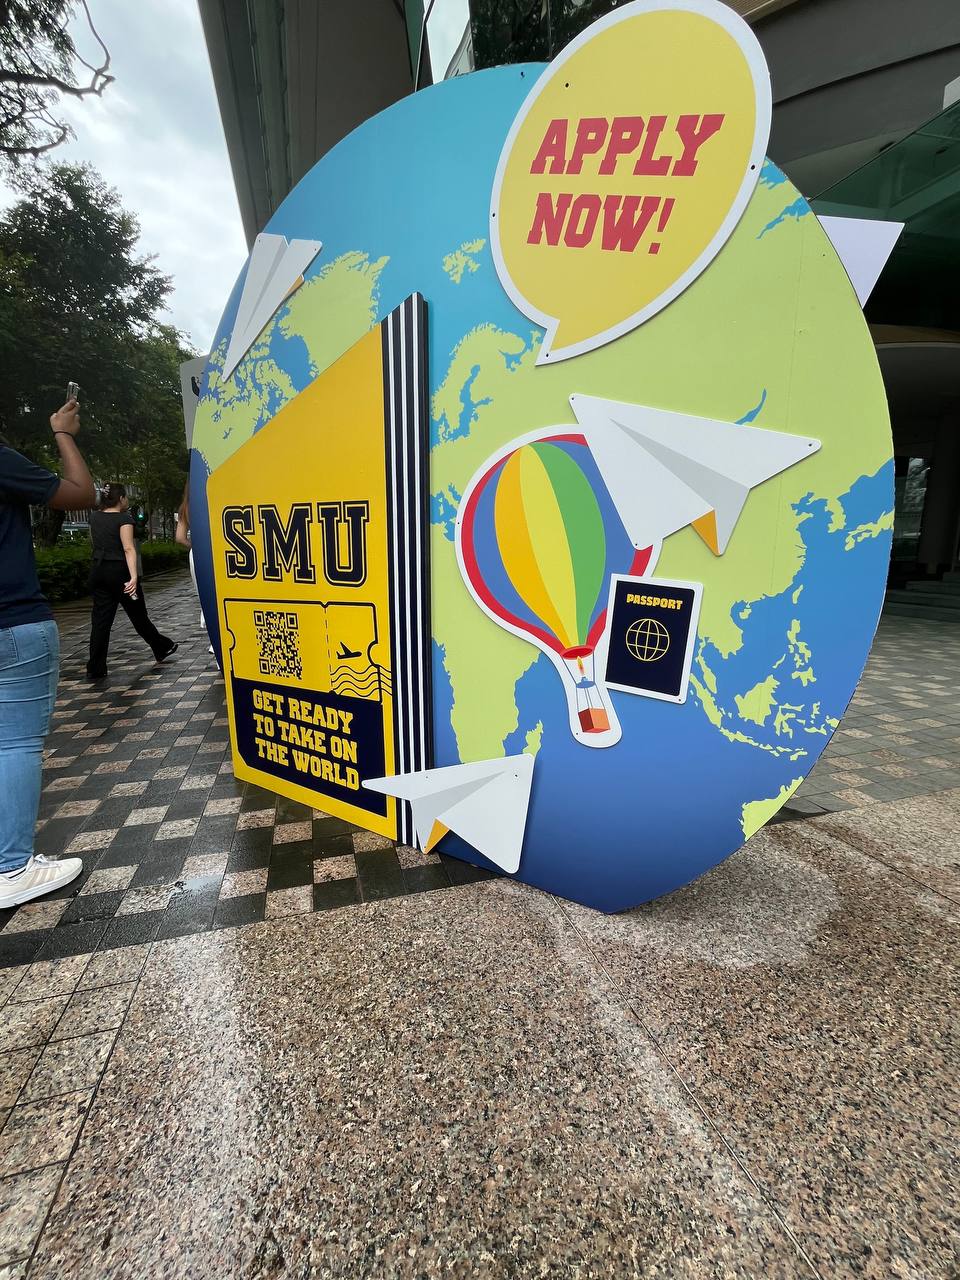 APPLY
NOW!
SMU
PASSPORT
GET READY
TO TAKE ON
THE WORLD